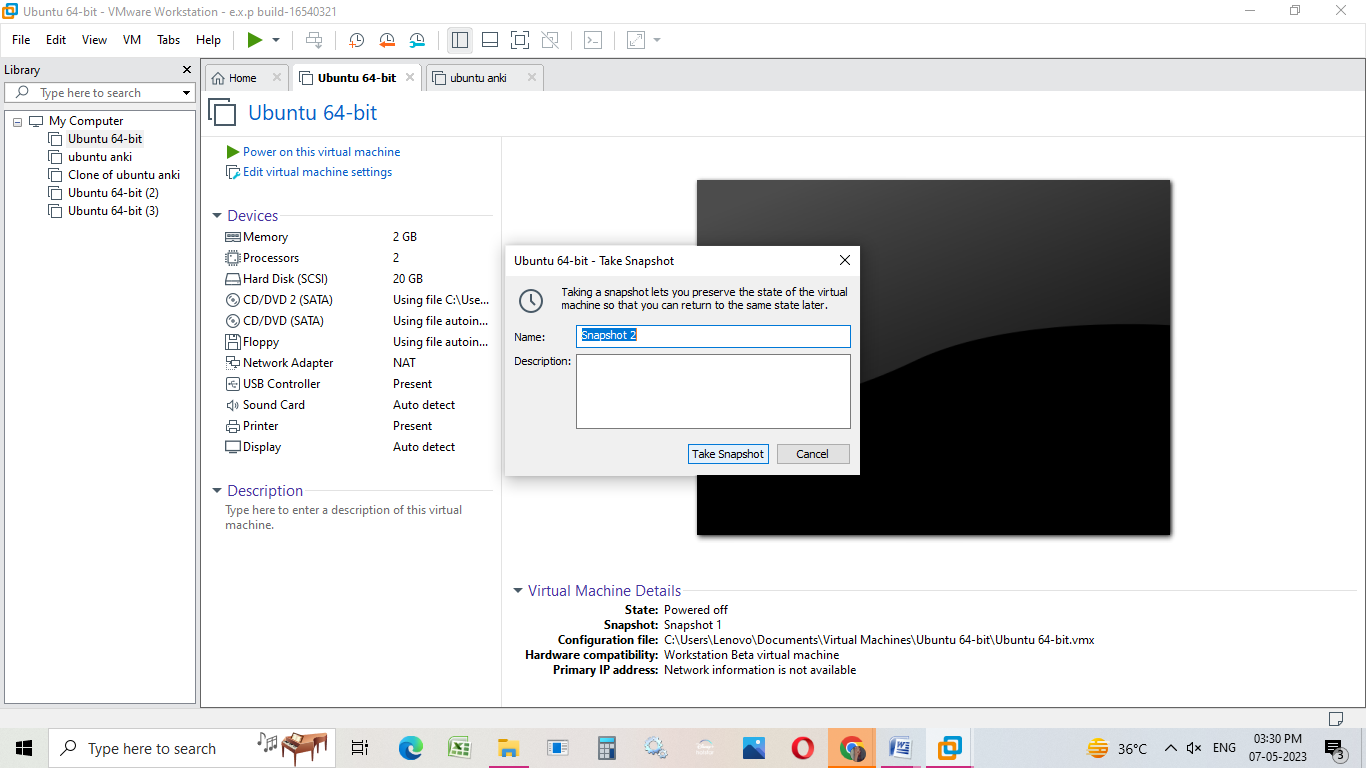 Ubuntu 64-bit - VMware Workstation - e.x.p build-16540321
File Edit View VM Tabs Help
Library
Type here to search
My Computer
Ubuntu 64-bit
ubuntu anki
Clone of ubuntu anki
Ubuntu 64-bit (2)
Ubuntu 64-bit (3)
Home Ubuntu 64-bit ubuntu anki
Ubuntu 64-bit
Power on this virtual machine
Edit virtual machine settings
Devices
Memory 2 GB
Processors 2
Hard Disk (SCSI) 20 GB
CD/DVD 2 (SATA) Using file C:\Use...
CD/DVD (SATA) Using file autoin...
Floppy Using file autoin...
Network Adapter NAT
USB Controller Present
Sound Card Auto detect
Printer Present
Display Auto detect
Description
Type here to enter a description of this virtual
machine.
Ubuntu 64-bit - Take Snapshot
Taking a snapshot lets you preserve the state of the virtual
machine so that you can return to the same state later.
Name: Snapshot 2
Description:
Take Snapshot Cancel
Virtual Machine Details
State: Powered off
Snapshot: Snapshot 1
Configuration file: C:\Users\Lenovo\Documents\Virtual Machines\Ubuntu 64-bit\Ubuntu 64-bit.vmx
Hardware compatibility: Workstation Beta virtual machine
Primary IP address: Network information is not available
Type here to search
36°C ENG 03:30 PM
07-05-2023
3